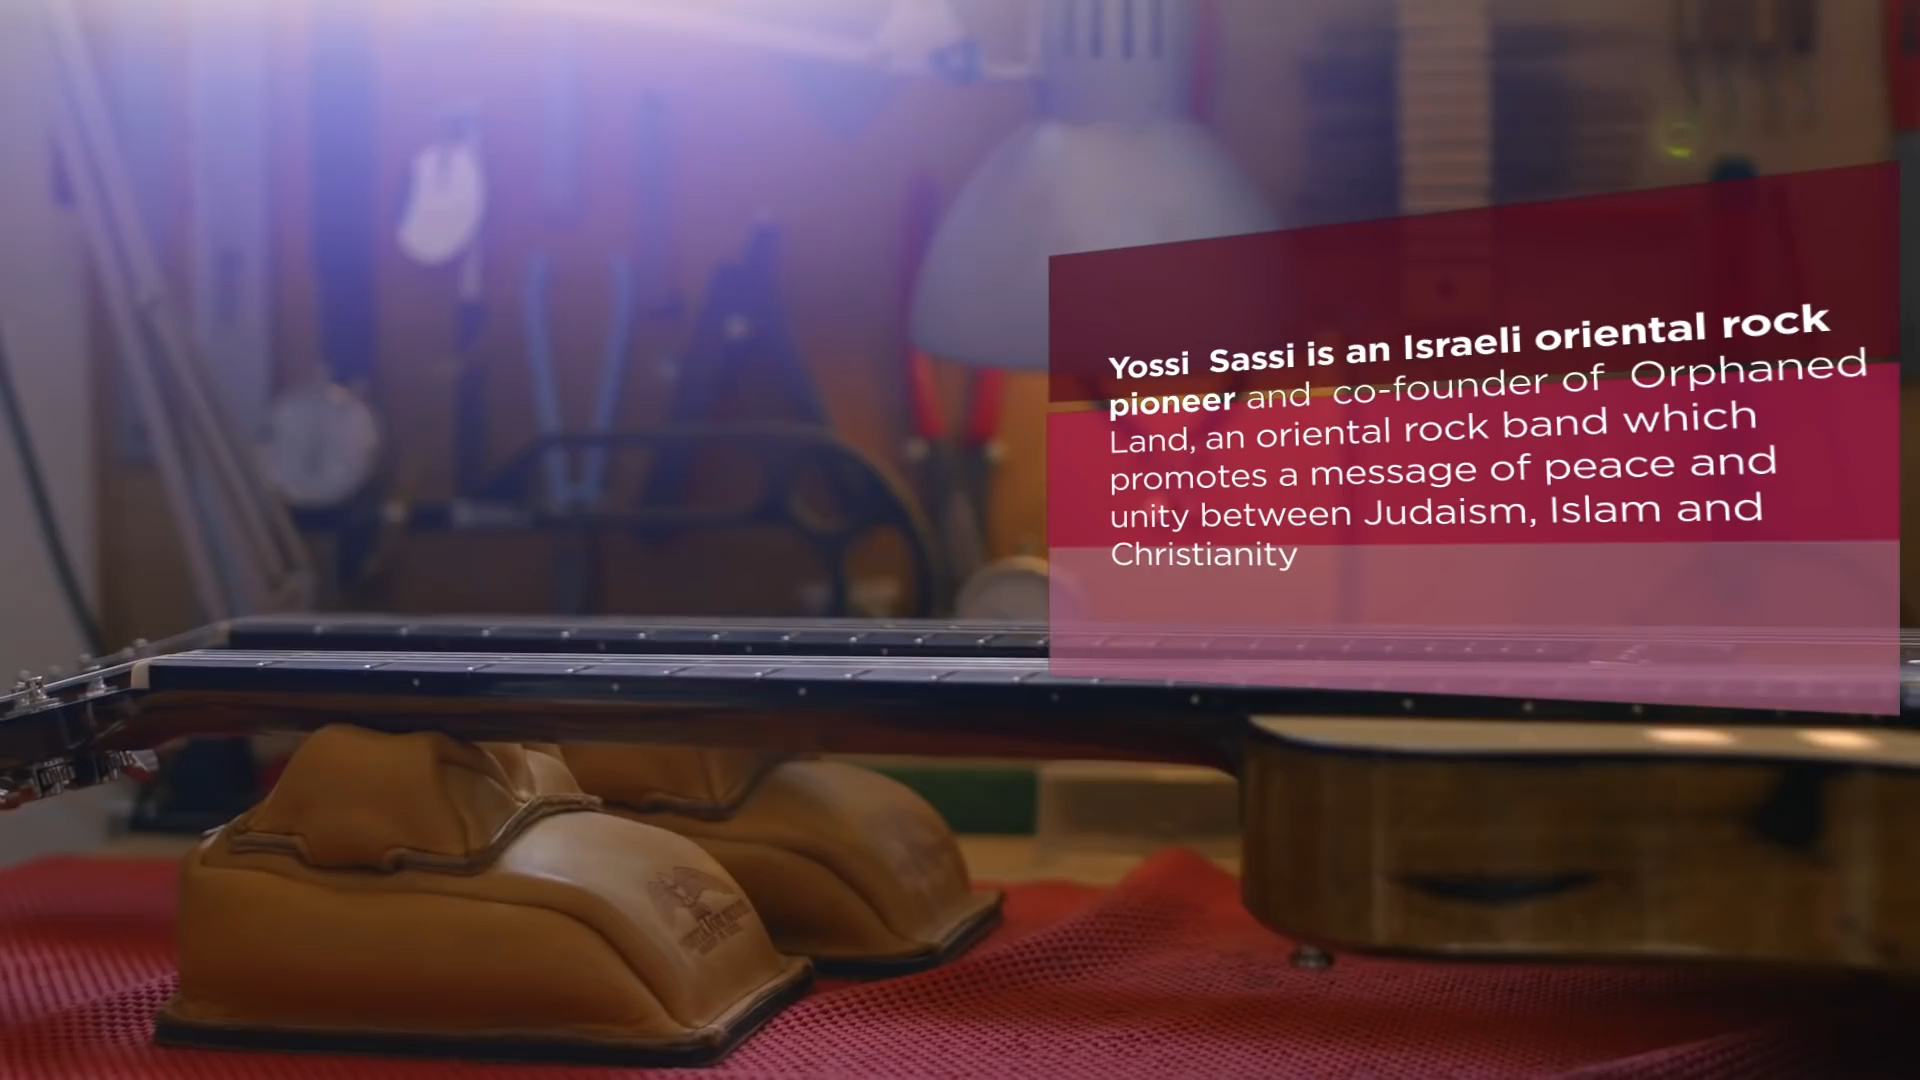 Yossi Sassi is an Israeli oriental rock
pioneer and co-founder of Orphaned
Land, an oriental rock band which
promotes a message of peace and
unity between Judaism, Islam and
Christianity